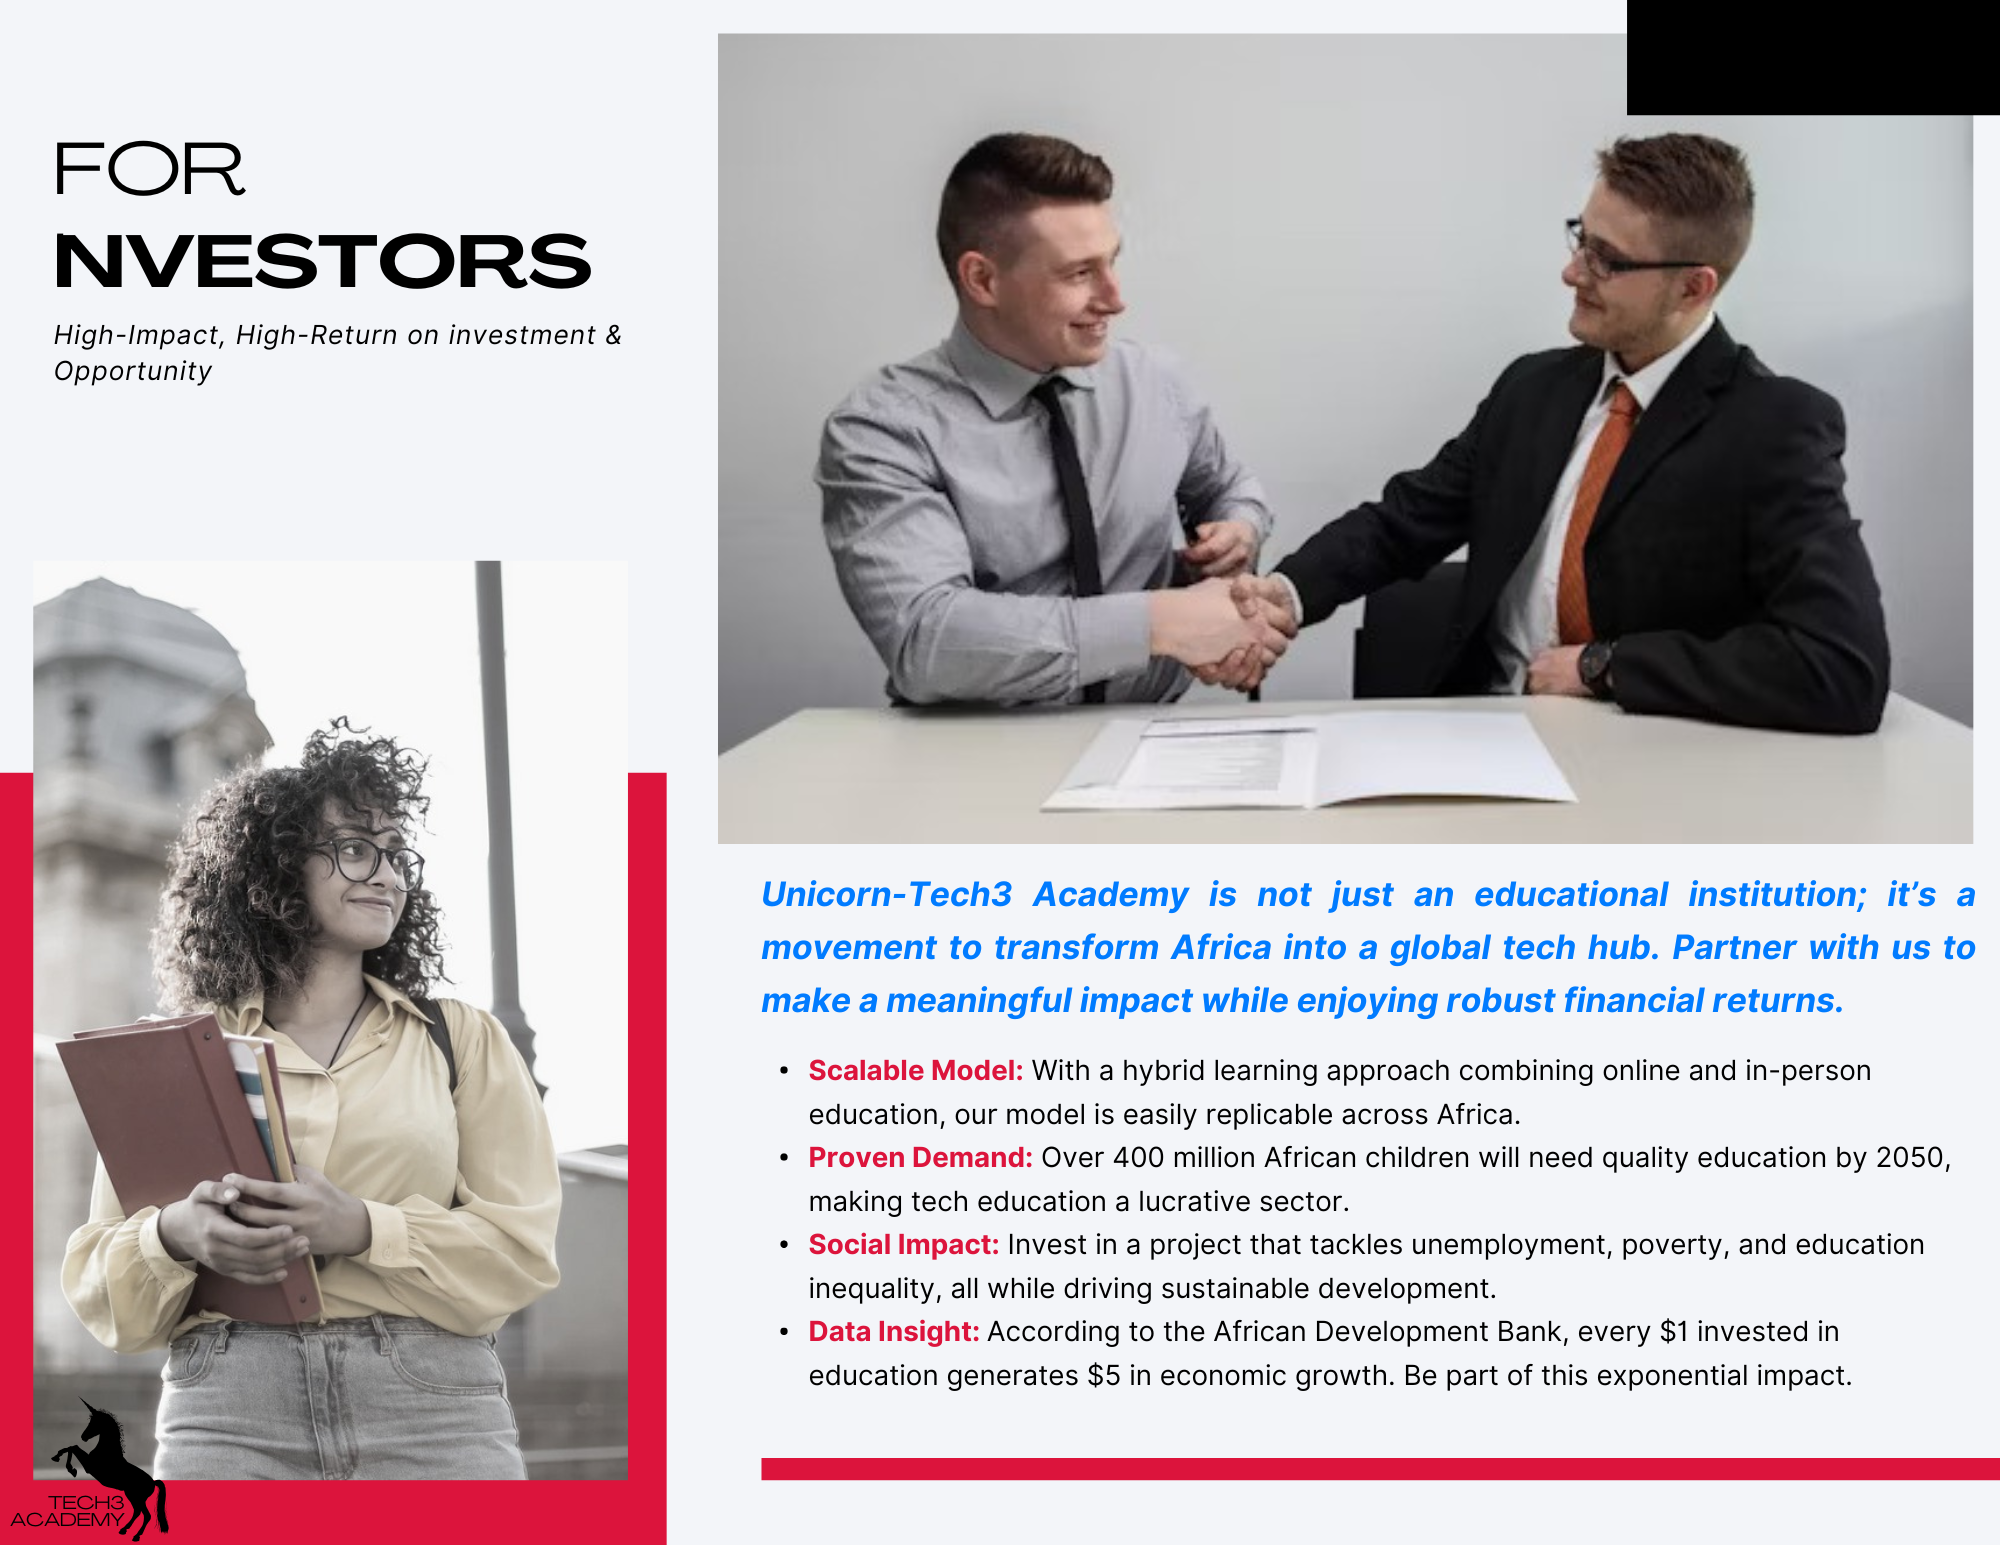 FOR
NVESTORS
High-Impact, High-Return on investment &
Opportunity
Unicorn-Tech3 Academy is not just an educational institution; it’s a
movement to transform Africa into a global tech hub. Partner with us to
make a meaningful impact while enjoying robust financial returns.
• Scalable Model: With a hybrid learning approach combining online and in-person
education, our model is easily replicable across Africa.
• Proven Demand: Over 400 million African children will need quality education by 2050,
making tech education a lucrative sector.
• Social Impact: Invest in a project that tackles unemployment, poverty, and education
inequality, all while driving sustainable development.
• Data Insight: According to the African Development Bank, every $1 invested in
education generates $5 in economic growth. Be part of this exponential impact.
TECH3
ACADEMY